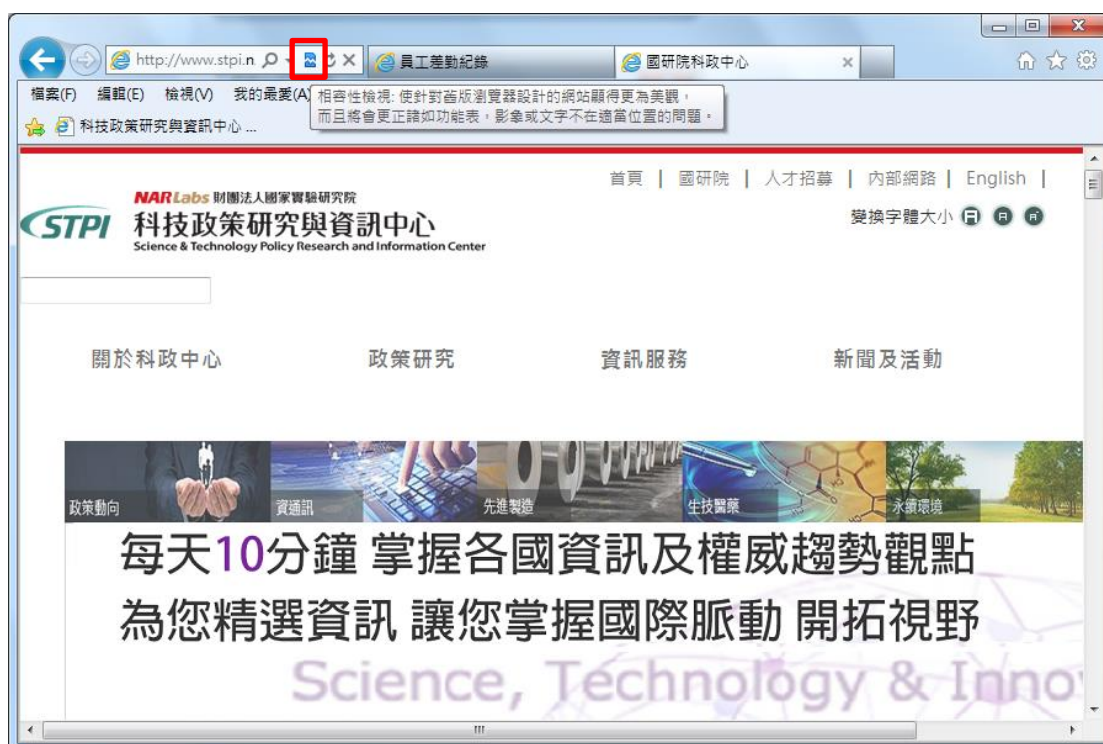 http://www.stpi.n
員工差勤紀錄
國研院科政中心
檔案(F) 編輯(E) 檢視(V) 我的最愛(A)
相容性檢視: 使針對舊版瀏覽器設計的網站顯得更為美觀，
而且將會更正諸如功能表，影象或文字不在適當位置的問題。
科技政策研究與資訊中心 ...
首頁 | 國研院 | 人才招募 | 內部網路 | English |
NARLabs 財團法人國家實驗研究院
STPI 科技政策研究與資訊中心
Science & Technology Policy Research and Information Center
變換字體大小
關於科政中心 政策研究 資訊服務 新聞及活動
政策動向 資通訊 先進製造 生技醫藥 永續環境
每天10分鐘 掌握各國資訊及權威趨勢觀點
為您精選資訊 讓您掌握國際脈動 開拓視野
Science, Technology & Inno